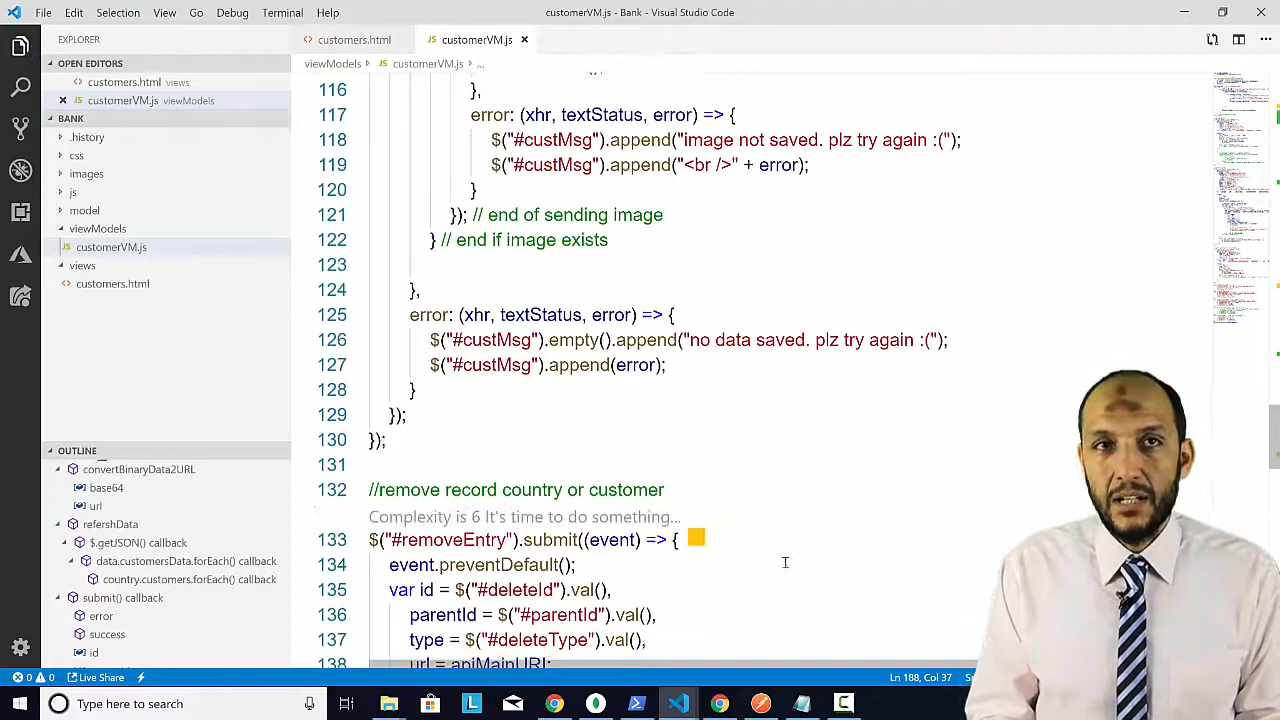 File Edit Selection View Go Debug Terminal Help
customerVM.js - Bank - Visual Studio Code
EXPLORER
OPEN EDITORS
customers.html views
customerVM.js viewModels
BANK
.history
css
images
js
model
viewModels
customerVM.js
views
customers.html
OUTLINE
convertBinaryData2URL
base64
url
refershData
$.getJSON() callback
data.customersData.forEach() callback
country.customers.forEach() callback
submit() callback
error
success
id
customers.html
customerVM.js
viewModels customerVM.js ...
116 },
117 error: (xhr, textStatus, error) => {
118 $("#custMsg").append("image not saved. plz try again :(");
119 $("#custMsg").append("<br />" + error);
120 }
121 }); // end of sending image
122 } // end if image exists
123
124 },
125 error: (xhr, textStatus, error) => {
126 $("#custMsg").empty().append("no data saved. plz try again :(");
127 $("#custMsg").append(error);
128 }
129 });
130 });
131
132 //remove record country or customer
Complexity is 6 It's time to do something...
133 $("#removeEntry").submit((event) => {
134 event.preventDefault();
135 var id = $("#deleteId").val(),
136 parentId = $("#parentId").val(),
137 type = $("#deleteType").val(),
138 url = apiMainURI;
0 0 Live Share
Ln 188, Col 37
Type here to search